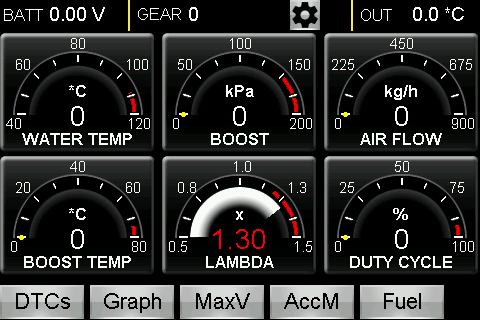 BATT 0.00 V GEAR 0 OUT 0.0 *C
80 100 450
60 100 50 150 225 675
*C kPa kg/h
0 0 0
40 120 0 200 0 900
WATER TEMP BOOST AIR FLOW
40 1.0 50
20 60 0.8 1.3 25 75
*C x %
0 1.30 0
0 80 0.5 1.5 0 100
BOOST TEMP LAMBDA DUTY CYCLE
DTCs Graph MaxV AccM Fuel